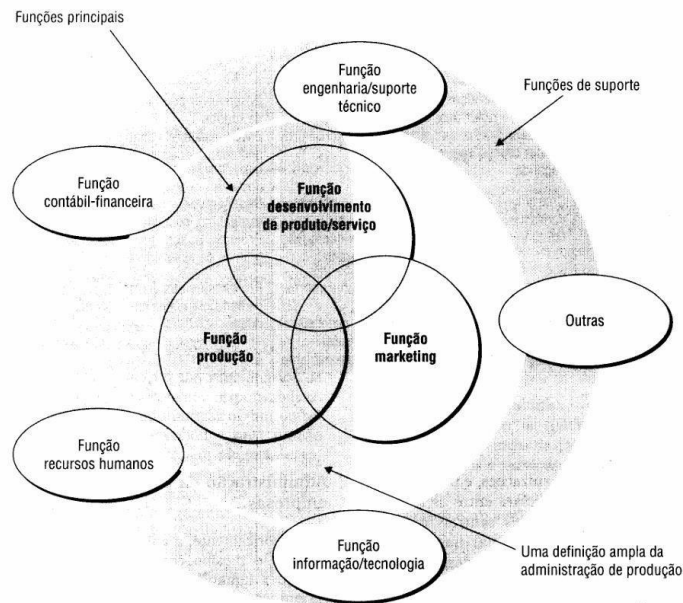 Funções principais
Função
engenharia/suporte
técnico
Funções de suporte
Função
contábil-financeira
Função
desenvolvimento
de produto/serviço
Outras
Função
produção
Função
marketing
Função
recursos humanos
Função
informação/tecnologia
Uma definição ampla da
administração de produção